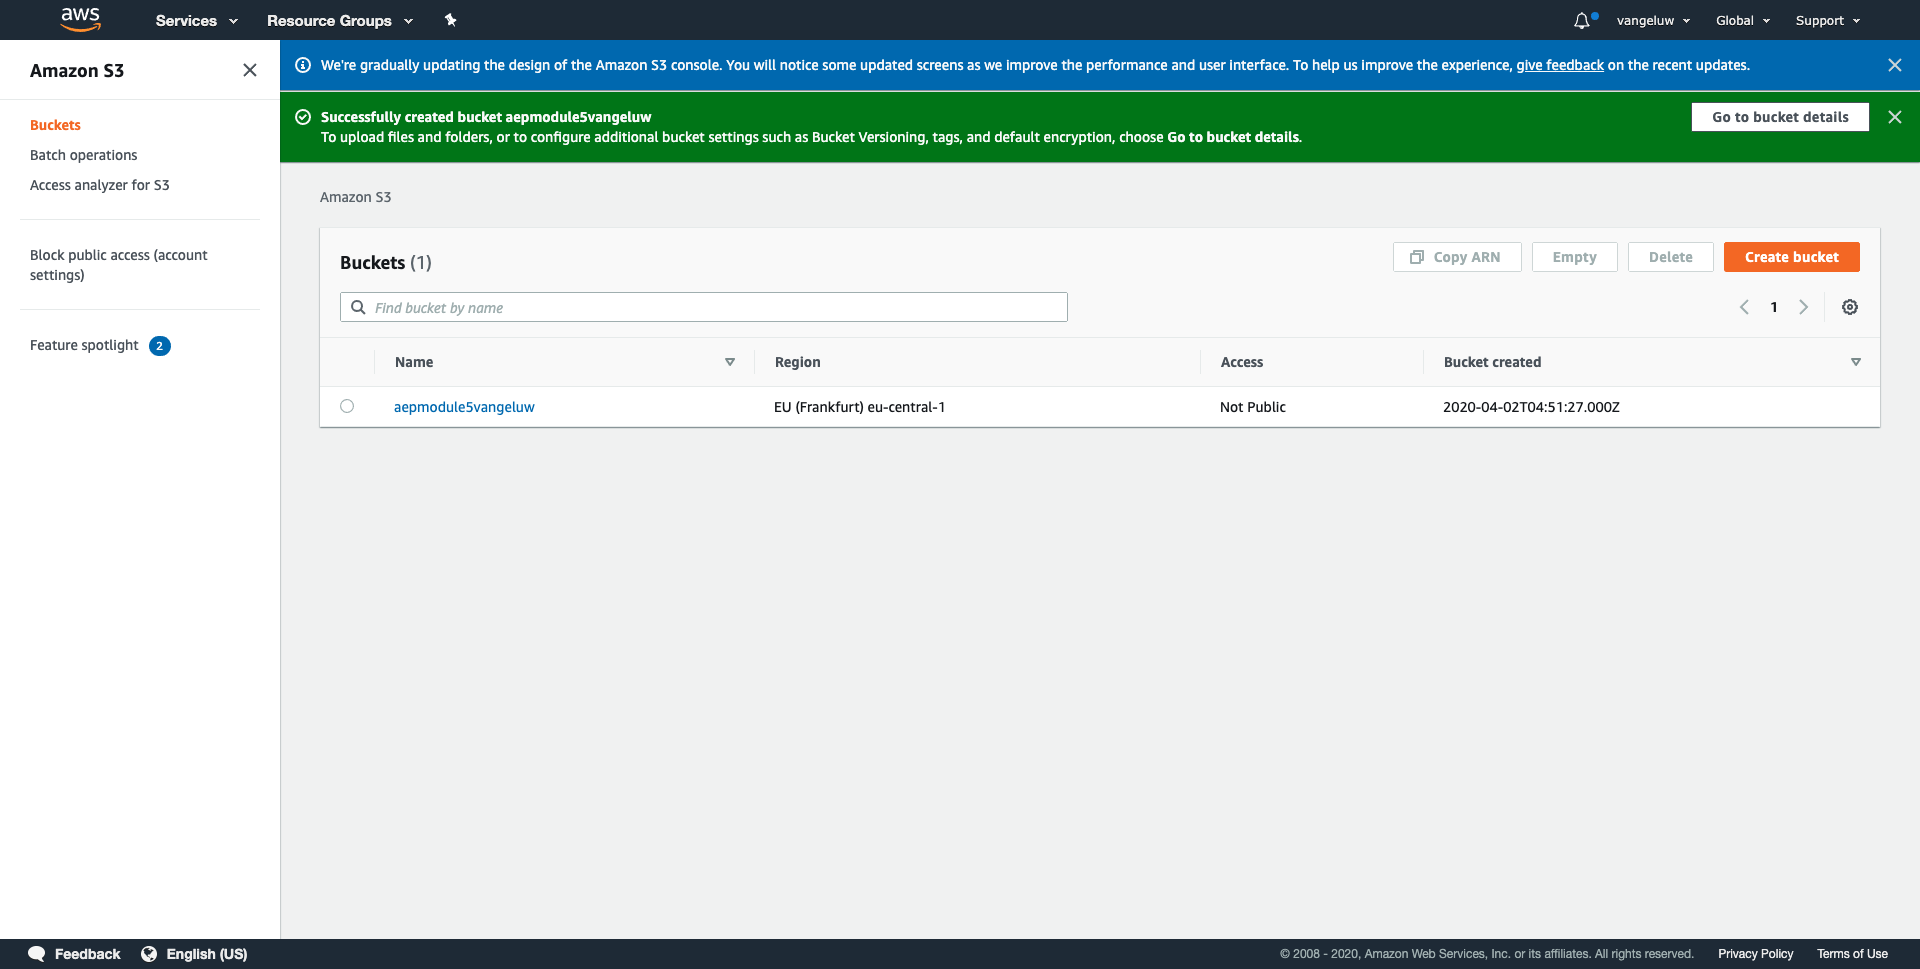 aws
Services
Resource Groups
vangeluw
Global
Support
Amazon S3
Buckets
Batch operations
Access analyzer for S3
Block public access (account
settings)
Feature spotlight 2
We're gradually updating the design of the Amazon S3 console. You will notice some updated screens as we improve the performance and user interface. To help us improve the experience, give feedback on the recent updates.
Successfully created bucket aepmodule5vangeluw
To upload files and folders, or to configure additional bucket settings such as Bucket Versioning, tags, and default encryption, choose Go to bucket details.
Go to bucket details
Amazon S3
Buckets (1)
Copy ARN
Empty
Delete
Create bucket
Find bucket by name
1
Name
Region
Access
Bucket created
aepmodule5vangeluw
EU (Frankfurt) eu-central-1
Not Public
2020-04-02T04:51:27.000Z
Feedback
English (US)
© 2008 - 2020, Amazon Web Services, Inc. or its affiliates. All rights reserved.
Privacy Policy
Terms of Use